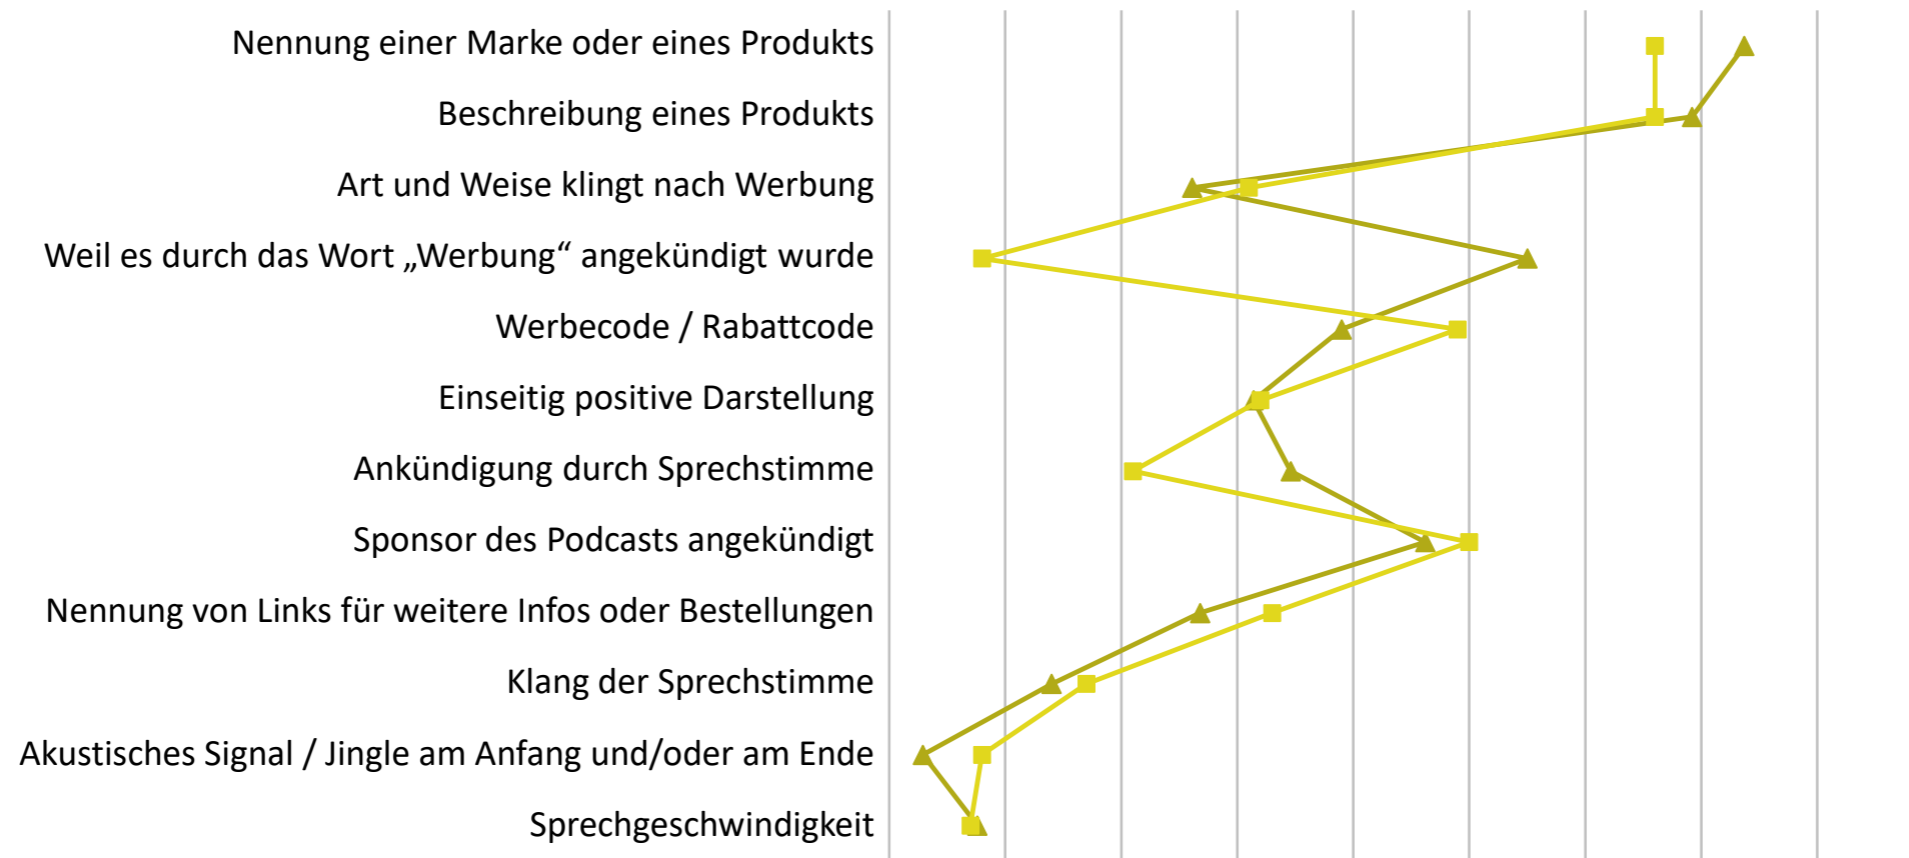 Nennung einer Marke oder eines Produkts
Beschreibung eines Produkts
Art und Weise klingt nach Werbung
Weil es durch das Wort „Werbung“ angekündigt wurde
Werbecode / Rabattcode
Einseitig positive Darstellung
Ankündigung durch Sprechstimme
Sponsor des Podcasts angekündigt
Nennung von Links für weitere Infos oder Bestellungen
Klang der Sprechstimme
Akustisches Signal / Jingle am Anfang und/oder am Ende
Sprechgeschwindigkeit